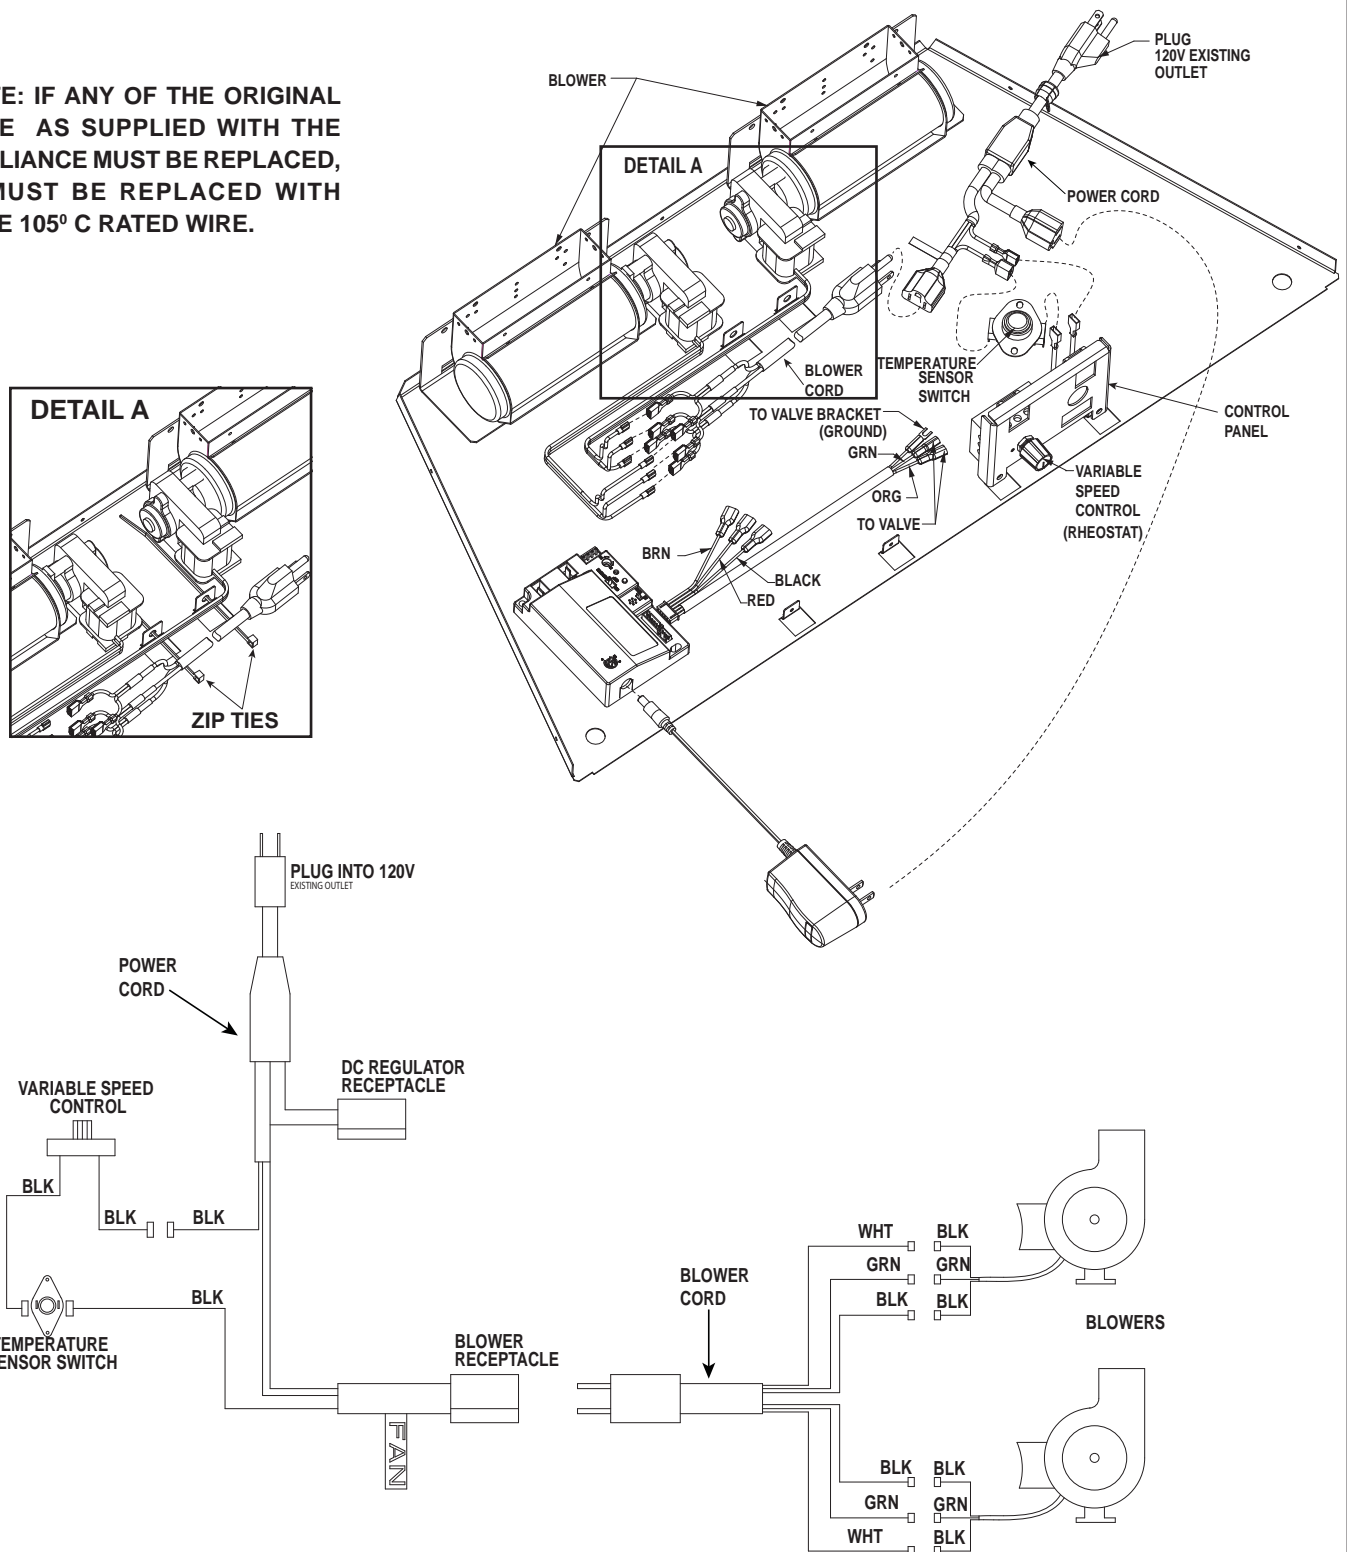 TE: IF ANY OF THE ORIGINAL
E AS SUPPLIED WITH THE
LIANCE MUST BE REPLACED,
MUST BE REPLACED WITH
E 105º C RATED WIRE.
BLOWER
PLUG
120V EXISTING
OUTLET
DETAIL A
POWER CORD
TEMPERATURE
SENSOR
SWITCH
BLOWER
CORD
TO VALVE BRACKET
(GROUND)
GRN
ORG
TO VALVE
CONTROL
PANEL
VARIABLE
SPEED
CONTROL
(RHEOSTAT)
BRN
BLACK
RED
DETAIL A
ZIP TIES
PLUG INTO 120V
EXISTING OUTLET
POWER
CORD
DC REGULATOR
RECEPTACLE
VARIABLE SPEED
CONTROL
BLK
BLK
BLK
BLK
TEMPERATURE
ENSOR SWITCH
BLOWER
RECEPTACLE
FAN
BLOWER
CORD
WHT BLK
GRN GRN
BLK BLK
BLOWERS
BLK BLK
GRN GRN
WHT BLK